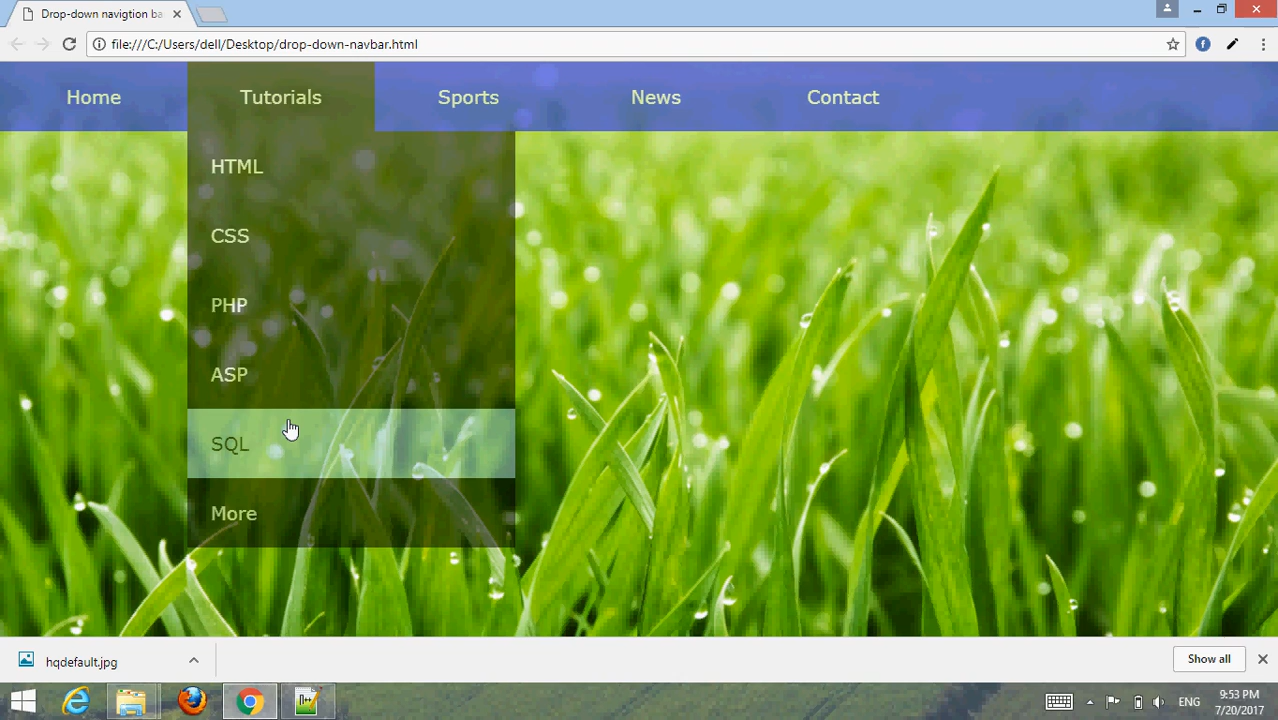 Drop-down navigtion ba
file:///C:/Users/dell/Desktop/drop-down-navbar.html
Home Tutorials Sports News Contact
HTML
CSS
PHP
ASP
SQL
More
hqdefault.jpg
Show all
ENG
9:53 PM
7/20/2017